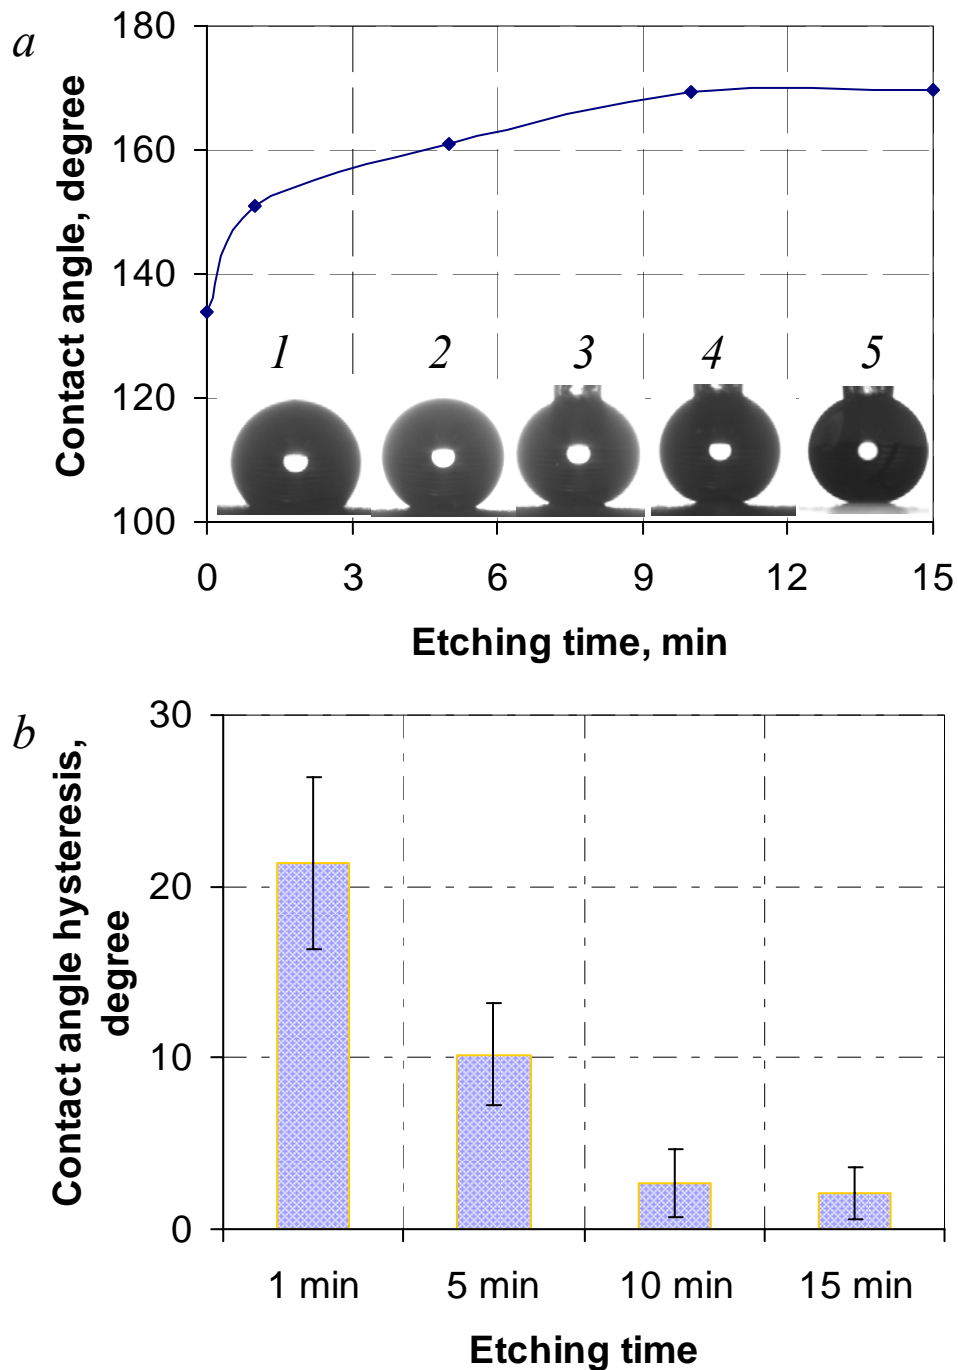 a
180
160
140
120
100
Contact angle, degree
1 2 3 4 5
0 3 6 9 12 15
Etching time, min
b
30
20
10
0
Contact angle hysteresis,
degree
1 min 5 min 10 min 15 min
Etching time